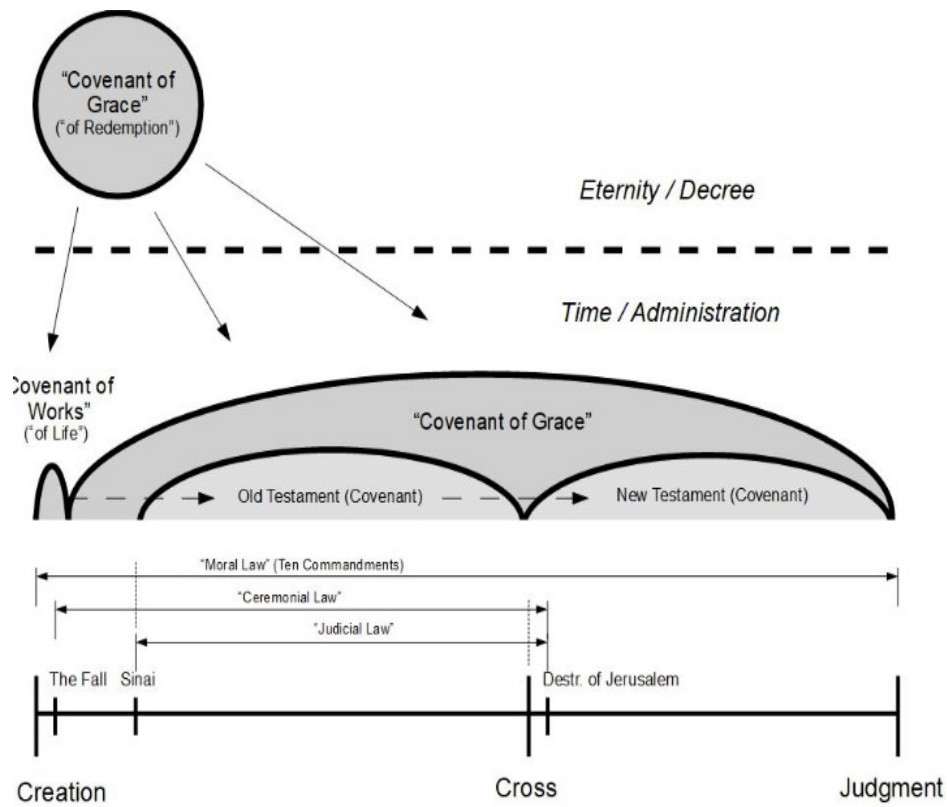 “Covenant of
Grace”
(“of Redemption”)
Eternity / Decree
Time / Administration
Covenant of
Works”
(“of Life”)
“Covenant of Grace”
Old Testament (Covenant)
New Testament (Covenant)
“Moral Law” (Ten Commandments)
“Ceremonial Law”
“Judicial Law”
The Fall
Sinai
Destr. of Jerusalem
Creation
Cross
Judgment